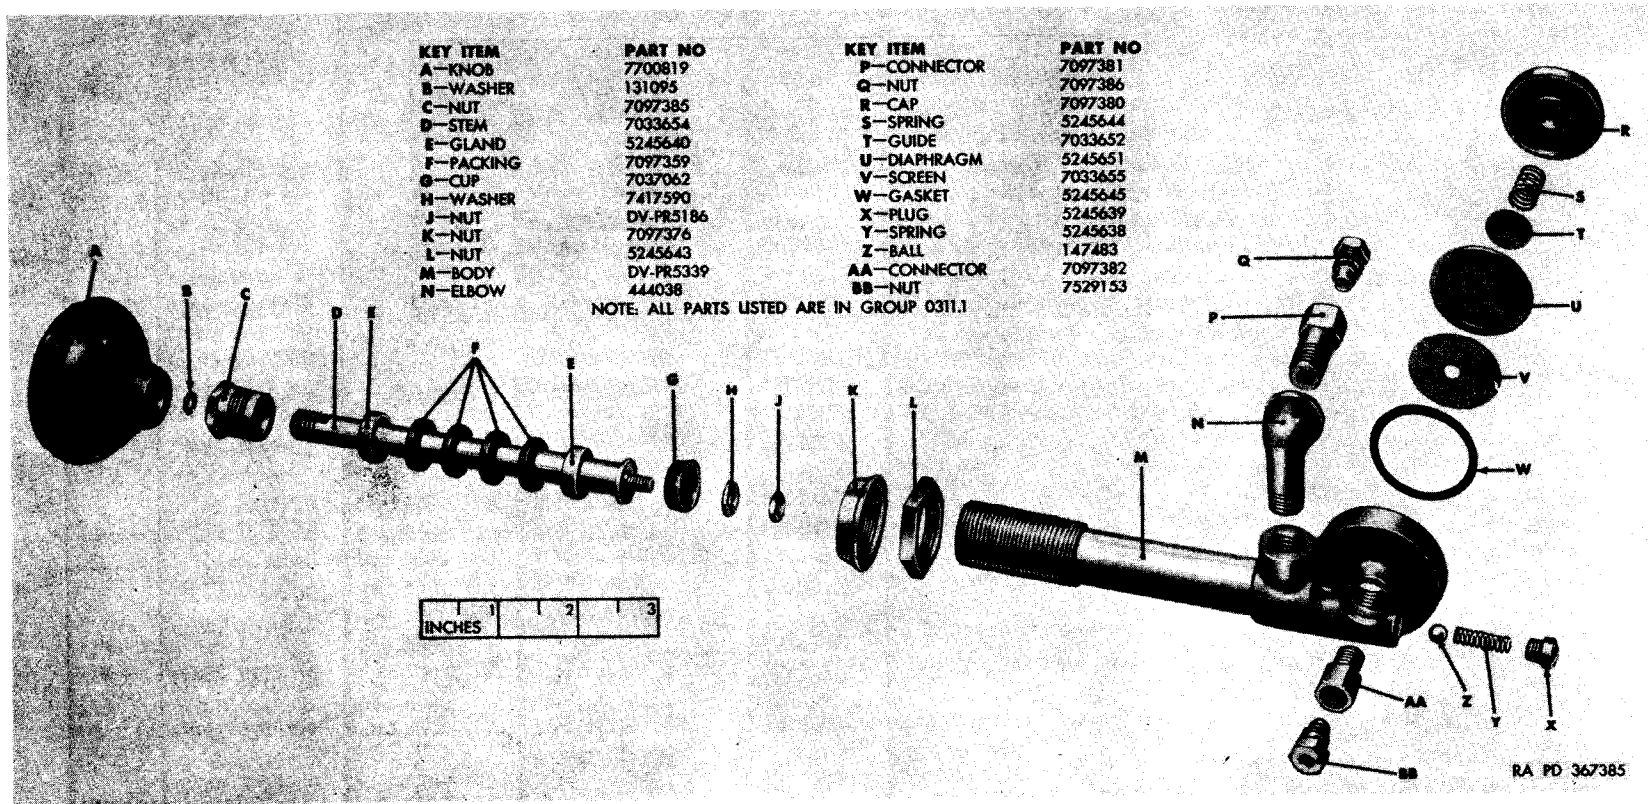 KEY ITEM PART NO
A—KNOB 7700819
B—WASHER 131095
C—NUT 7097385
D—STEM 7033654
E—GLAND 5245640
F—PACKING 7097359
G—CUP 7037062
H—WASHER 7417590
J—NUT DV-PR5186
K—NUT 7097376
L—NUT 5245643
M—BODY DV-PR5339
N—ELBOW 444038
KEY ITEM PART NO
P—CONNECTOR 7097381
Q—NUT 7097386
R—CAP 7097380
S—SPRING 5245644
T—GUIDE 7033652
U—DIAPHRAGM 5245651
V—SCREEN 7033655
W—GASKET 5245645
X—PLUG 5245639
Y—SPRING 5245638
Z—BALL 147483
AA—CONNECTOR 7097382
BB—NUT 7529153
NOTE: ALL PARTS LISTED ARE IN GROUP 0311.1
A
B
C
D
E
F
E
G
H
J
K
L
M
N
P
Q
R
S
T
U
V
W
X
Y
Z
AA
BB
1 2 3
INCHES
RA PD 367385